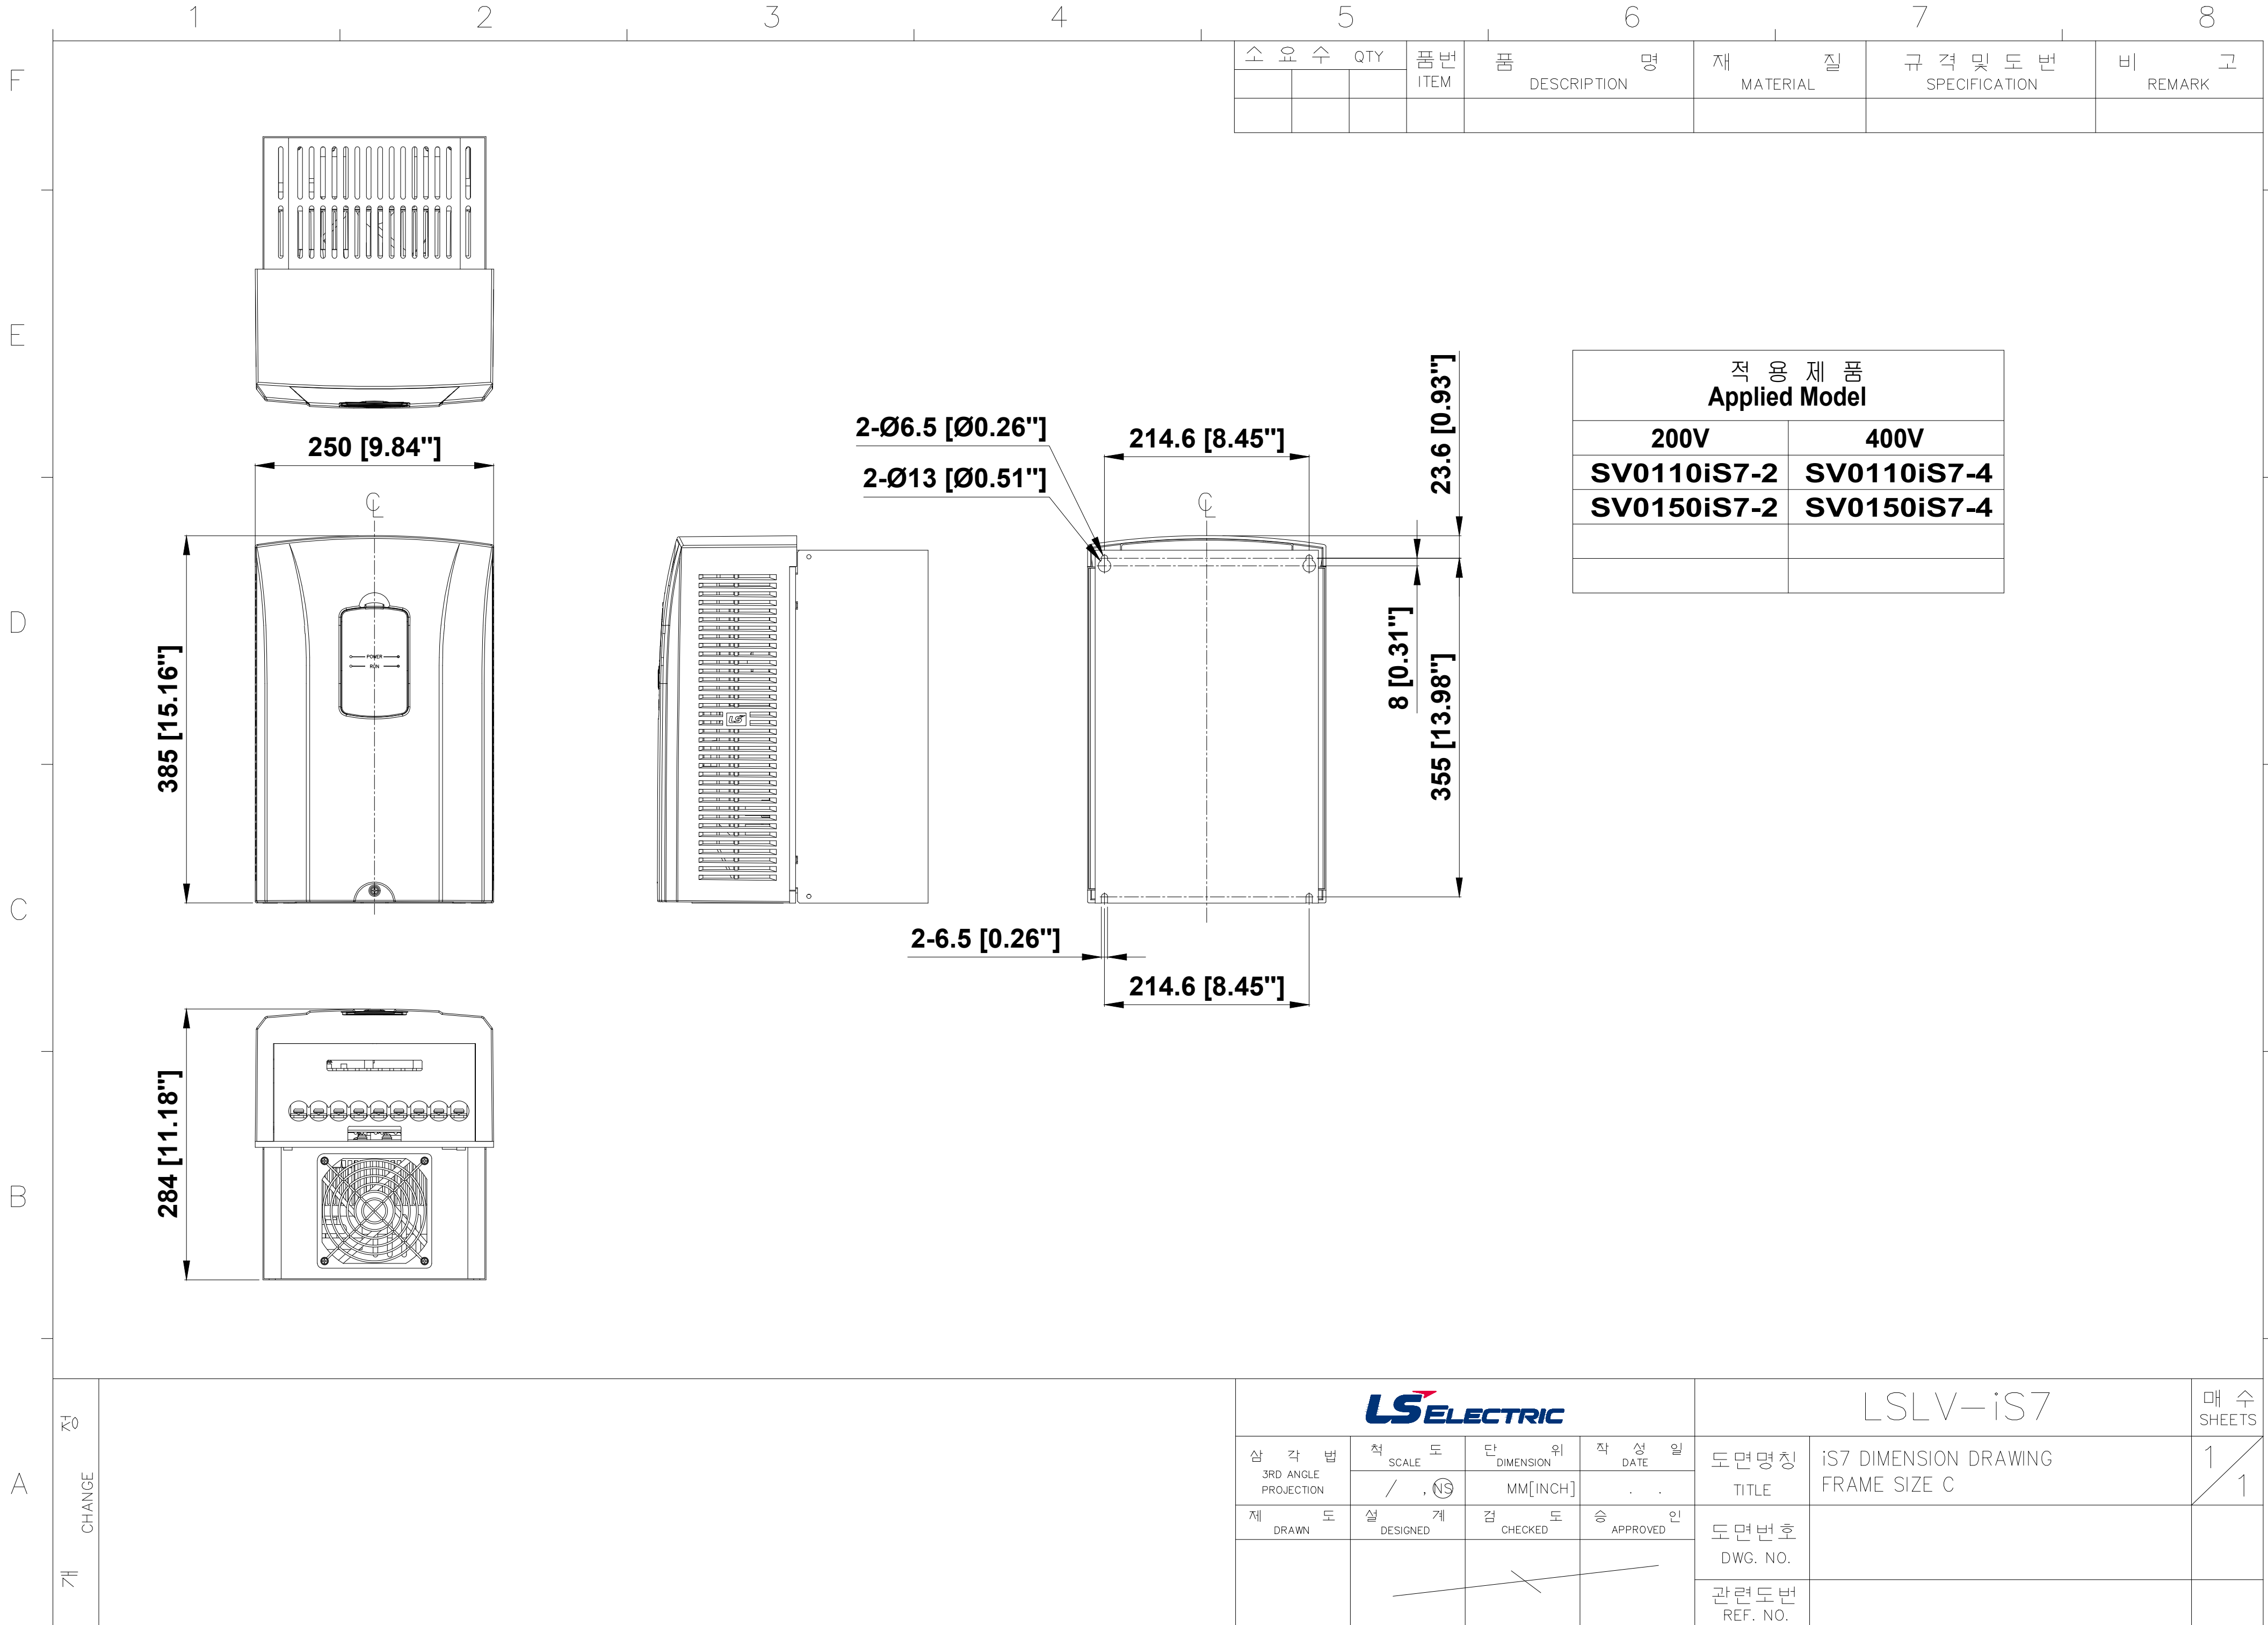 1 2 3 4 5 6 7 8
F
E
D
C
B
A
소요수 QTY
품번
ITEM
품 명
DESCRIPTION
재 질
MATERIAL
규격및도번
SPECIFICATION
비 고
REMARK
250 [9.84"]
385 [15.16"]
POWER
RUN
284 [11.18"]
LS
2-Ø6.5 [Ø0.26"]
2-Ø13 [Ø0.51"]
214.6 [8.45"]
23.6 [0.93"]
8 [0.31"]
355 [13.98"]
2-6.5 [0.26"]
214.6 [8.45"]
적 용 제 품
Applied Model
200V 400V
SV0110iS7-2 SV0110iS7-4
SV0150iS7-2 SV0150iS7-4
정
CHANGE
개
LS ELECTRIC
LSLV-iS7
매 수
SHEETS
삼 각 법
3RD ANGLE
PROJECTION
척 도
SCALE
/ , NS
단 위
DIMENSION
MM[INCH]
작 성 일
DATE
. .
도면명칭
TITLE
iS7 DIMENSION DRAWING
FRAME SIZE C
1/1
제 도
DRAWN
설 계
DESIGNED
검 도
CHECKED
승 인
APPROVED
도면번호
DWG. NO.
관련도번
REF. NO.